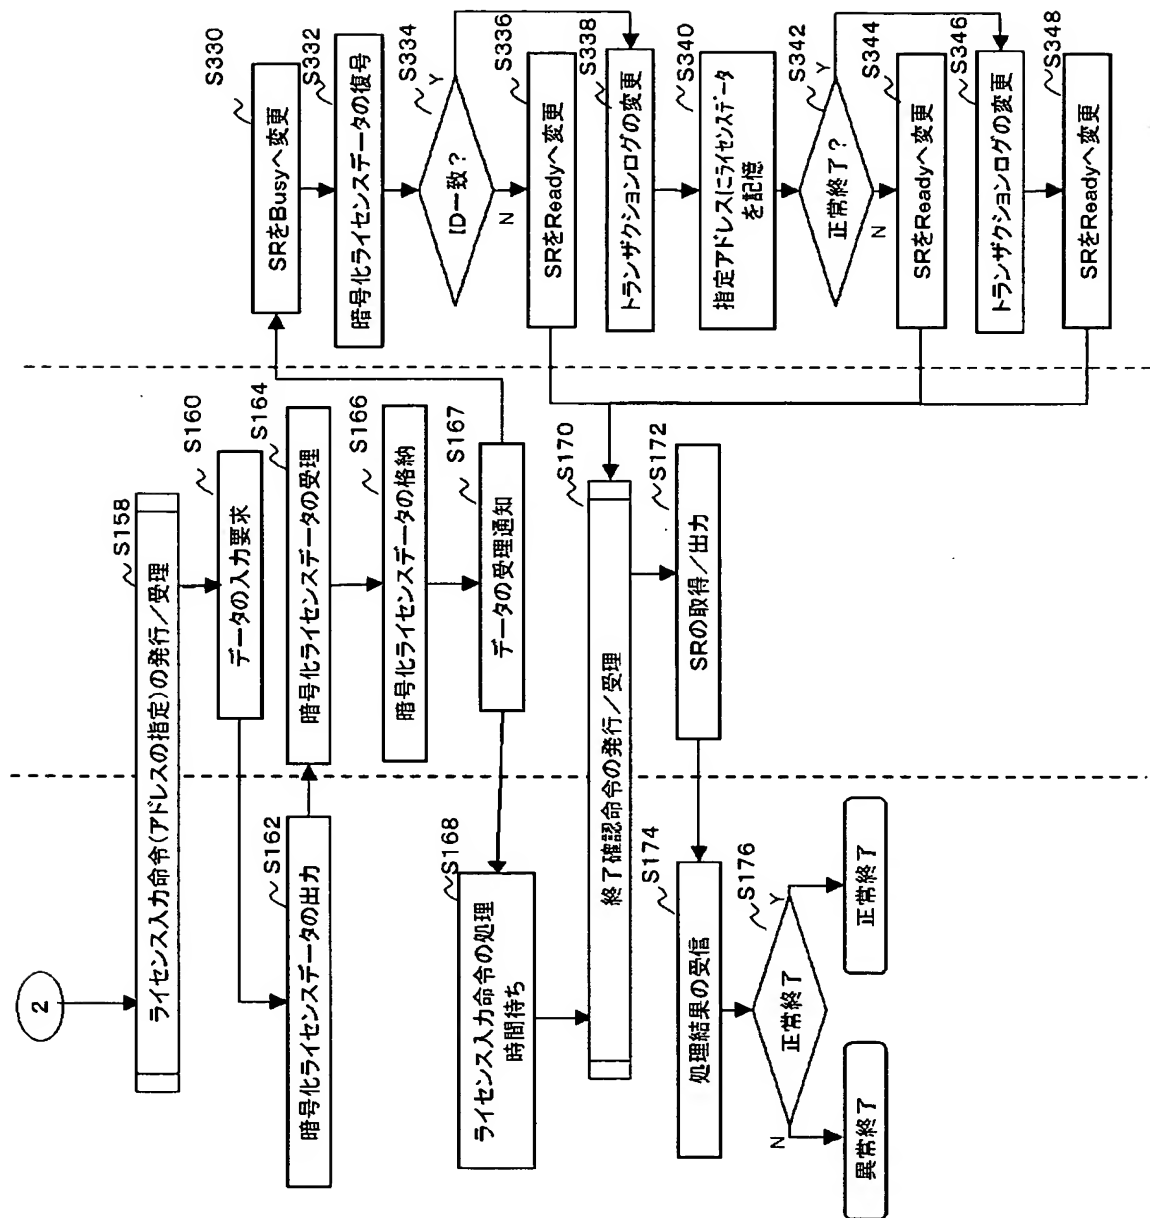 2
S158
ライセンス入力命令(アドレスの指定)の発行/受理
S160
データの入力要求
S162
暗号化ライセンスデータの出力
S164
暗号化ライセンスデータの受理
S166
暗号化ライセンスデータの格納
S167
データの受理通知
S168
ライセンス入力命令の処理
時間待ち
S170
終了確認命令の発行/受理
S172
SRの取得/出力
S174
処理結果の受信
S176
正常終了
Y
N
正常終了
異常終了
S330
SRをBusyへ変更
S332
暗号化ライセンスデータの復号
S334
ID一致?
Y
N
S336
SRをReadyへ変更
S338
トランザクションログの変更
S340
指定アドレスにライセンスデータ
を記憶
S342
正常終了?
Y
N
S344
SRをReadyへ変更
S346
トランザクションログの変更
S348
SRをReadyへ変更